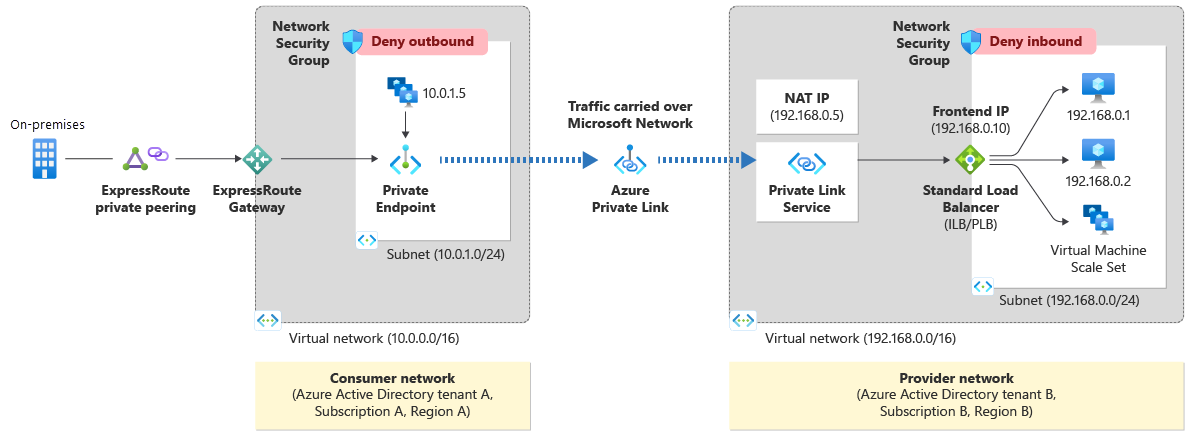 On-premises
ExpressRoute
private peering
ExpressRoute
Gateway
Network
Security
Group
Deny outbound
10.0.1.5
Private
Endpoint
Subnet (10.0.1.0/24)
Virtual network (10.0.0.0/16)
Consumer network
(Azure Active Directory tenant A,
Subscription A, Region A)
Traffic carried over
Microsoft Network
Azure
Private Link
Network
Security
Group
Deny inbound
NAT IP
(192.168.0.5)
Private Link
Service
Frontend IP
(192.168.0.10)
Standard Load
Balancer
(ILB/PLB)
192.168.0.1
192.168.0.2
Virtual Machine
Scale Set
Subnet (192.168.0.0/24)
Virtual network (192.168.0.0/16)
Provider network
(Azure Active Directory tenant B,
Subscription B, Region B)